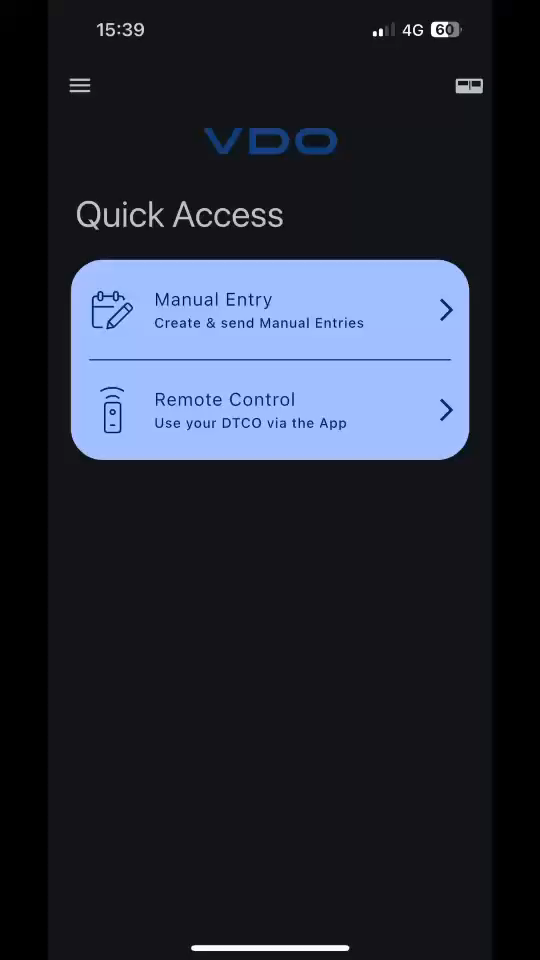 15:39
4G 60
VDO
Quick Access
Manual Entry
Create & send Manual Entries
Remote Control
Use your DTCO via the App